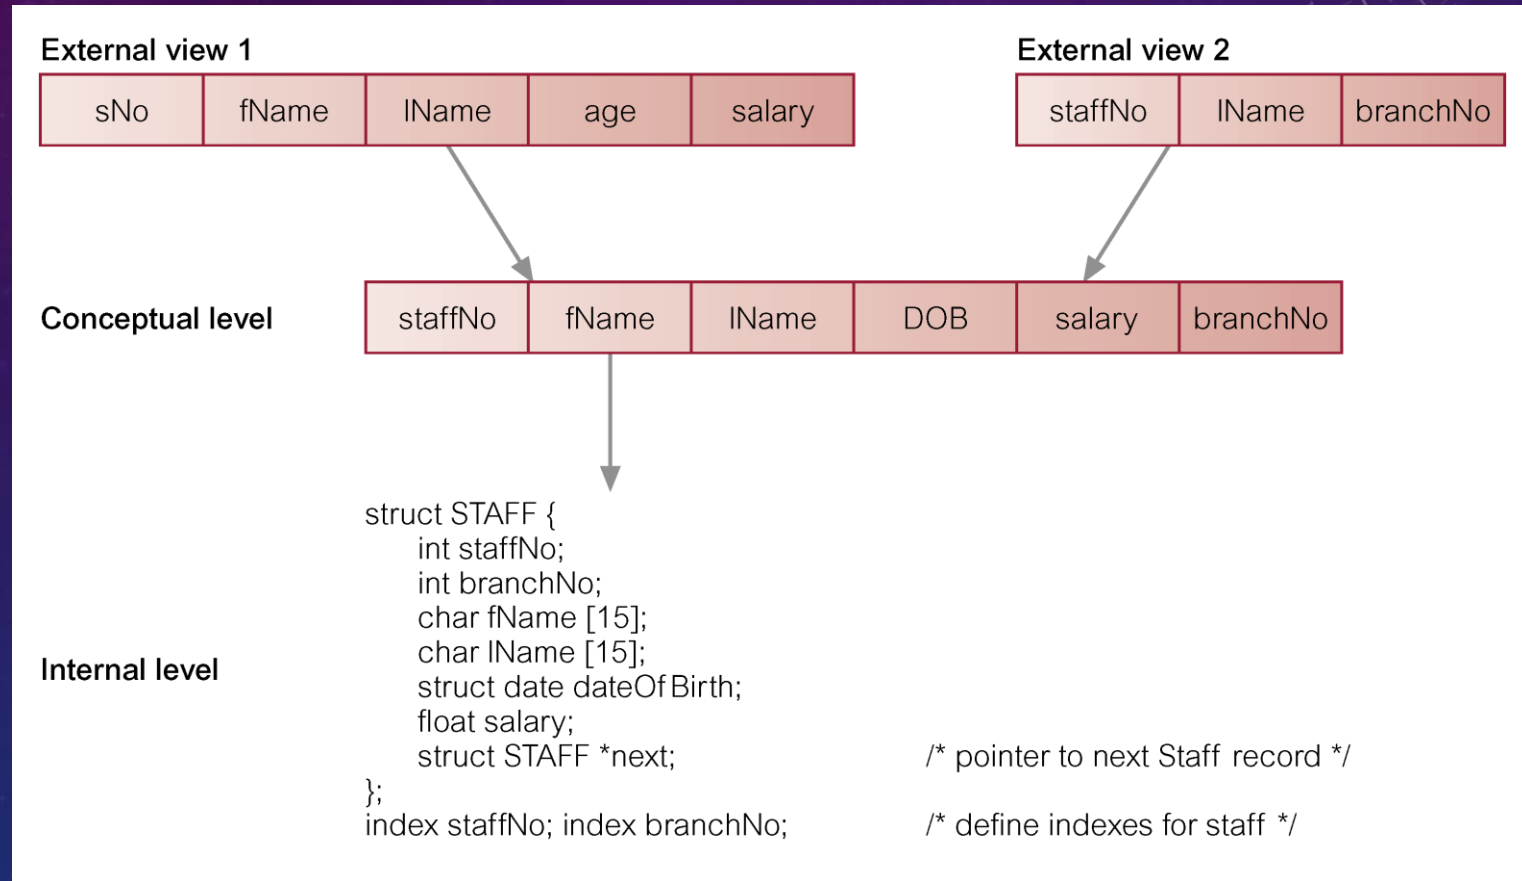 External view 1
External view 2
sNo fName lName age salary
staffNo lName branchNo
Conceptual level
staffNo fName lName DOB salary branchNo
Internal level
struct STAFF {
int staffNo;
int branchNo;
char fName [15];
char lName [15];
struct date dateOfBirth;
float salary;
struct STAFF *next; /* pointer to next Staff record */
};
index staffNo; index branchNo; /* define indexes for staff */